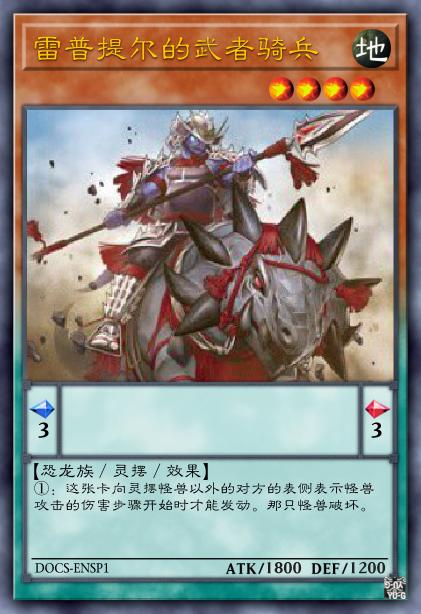 雷普提尔的武者骑兵
地
3
3
【恐龙族／灵摆／效果】
①：这张卡向灵摆怪兽以外的对方的表侧表示怪兽
攻击的伤害步骤开始时才能发动。那只怪兽破坏。
DOCS-ENSP1
ATK/1800 DEF/1200